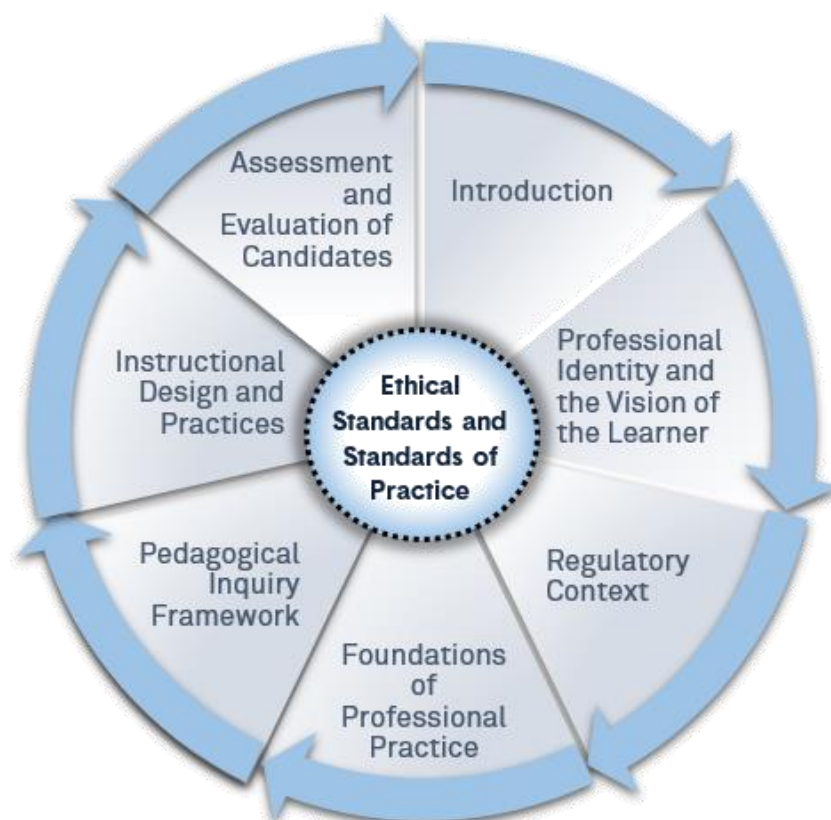 Introduction
Professional
Identity and
the Vision of
the Learner
Regulatory
Context
Foundations
of
Professional
Practice
Pedagogical
Inquiry
Framework
Instructional
Design and
Practices
Assessment
and
Evaluation of
Candidates
Ethical
Standards and
Standards of
Practice